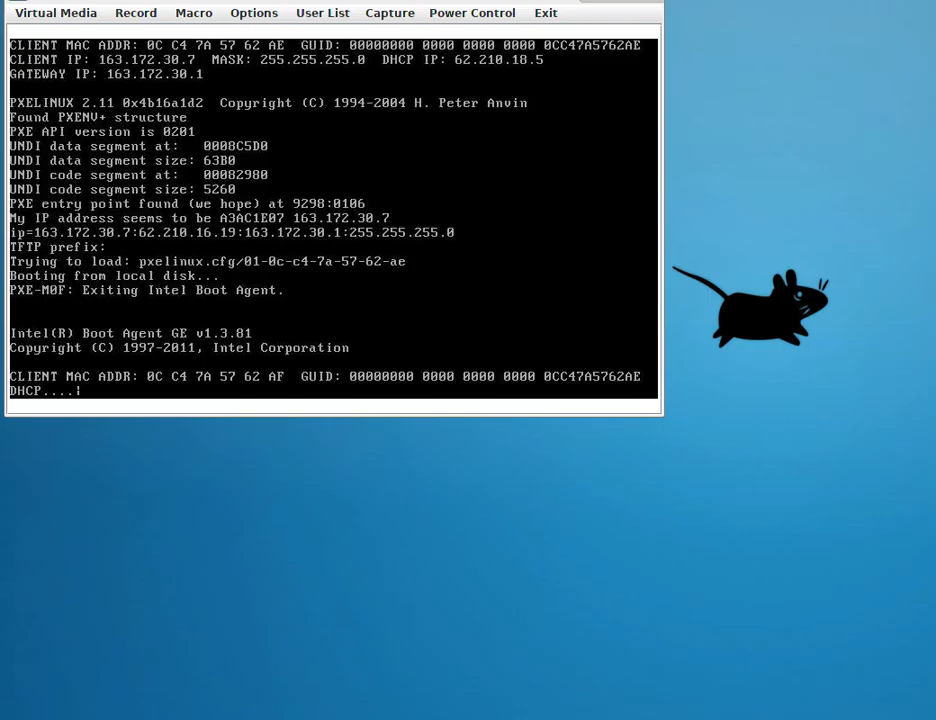 Virtual Media Record Macro Options User List Capture Power Control Exit
CLIENT MAC ADDR: 0C C4 7A 57 62 AE GUID: 00000000 0000 0000 0000 0CC47A5762AE
CLIENT IP: 163.172.30.7 MASK: 255.255.255.0 DHCP IP: 62.210.18.5
GATEWAY IP: 163.172.30.1
PXELINUX 2.11 0x4b16a1d2 Copyright (C) 1994-2004 H. Peter Anvin
Found PXENV+ structure
PXE API version is 0201
UNDI data segment at: 0008C5D0
UNDI data segment size: 63B0
UNDI code segment at: 00082980
UNDI code segment size: 5260
PXE entry point found (we hope) at 9298:0106
My IP address seems to be A3AC1E07 163.172.30.7
ip=163.172.30.7:62.210.16.19:163.172.30.1:255.255.255.0
TFTP prefix:
Trying to load: pxelinux.cfg/01-0c-c4-7a-57-62-ae
Booting from local disk...
PXE-M0F: Exiting Intel Boot Agent.
Intel(R) Boot Agent GE v1.3.81
Copyright (C) 1997-2011, Intel Corporation
CLIENT MAC ADDR: 0C C4 7A 57 62 AF GUID: 00000000 0000 0000 0000 0CC47A5762AE
DHCP....|